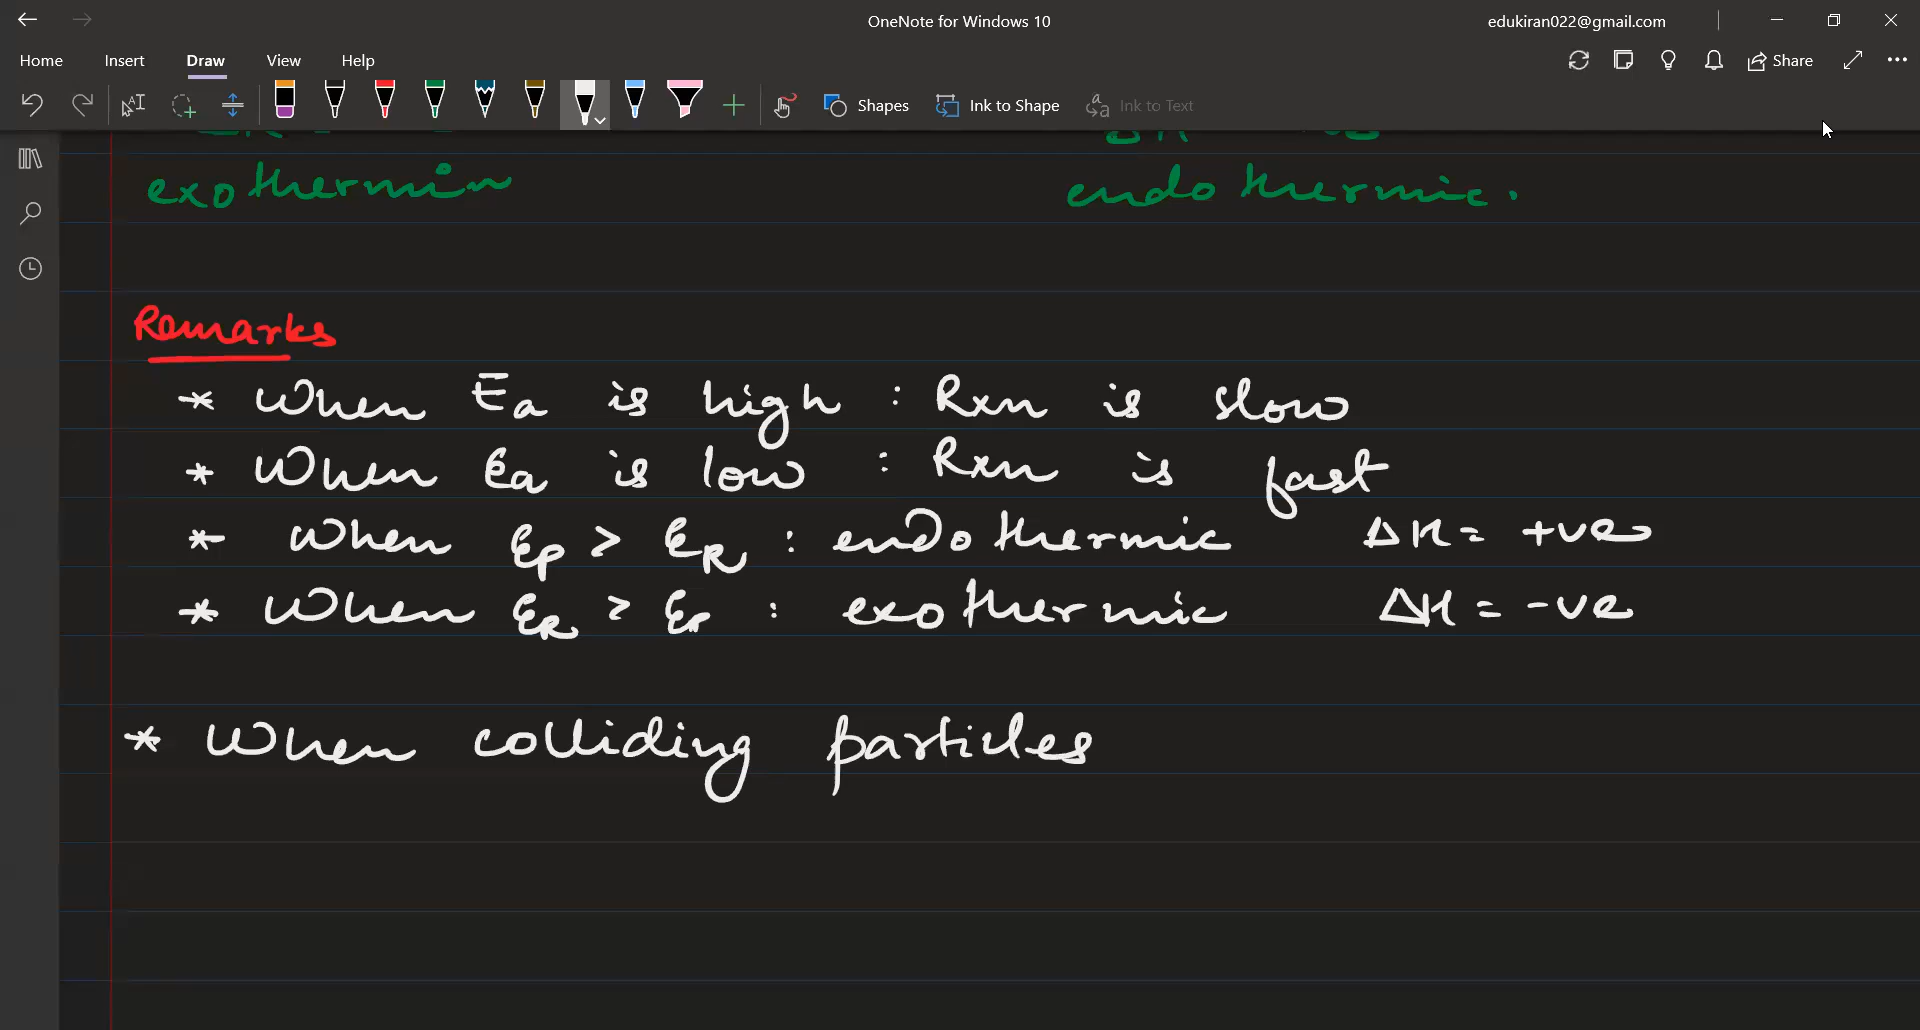 OneNote for Windows 10
edukiran022@gmail.com
Home Insert Draw View Help
Share
Shapes Ink to Shape Ink to Text
exothermin
endothermic.
Remarks
* When Ea is high : Rxn is slow
* When Ea is low : Rxn is fast
* When EP > ER : endothermic ΔH = +ve
* When ER > EP : exothermic ΔH = -ve
* When colliding particles